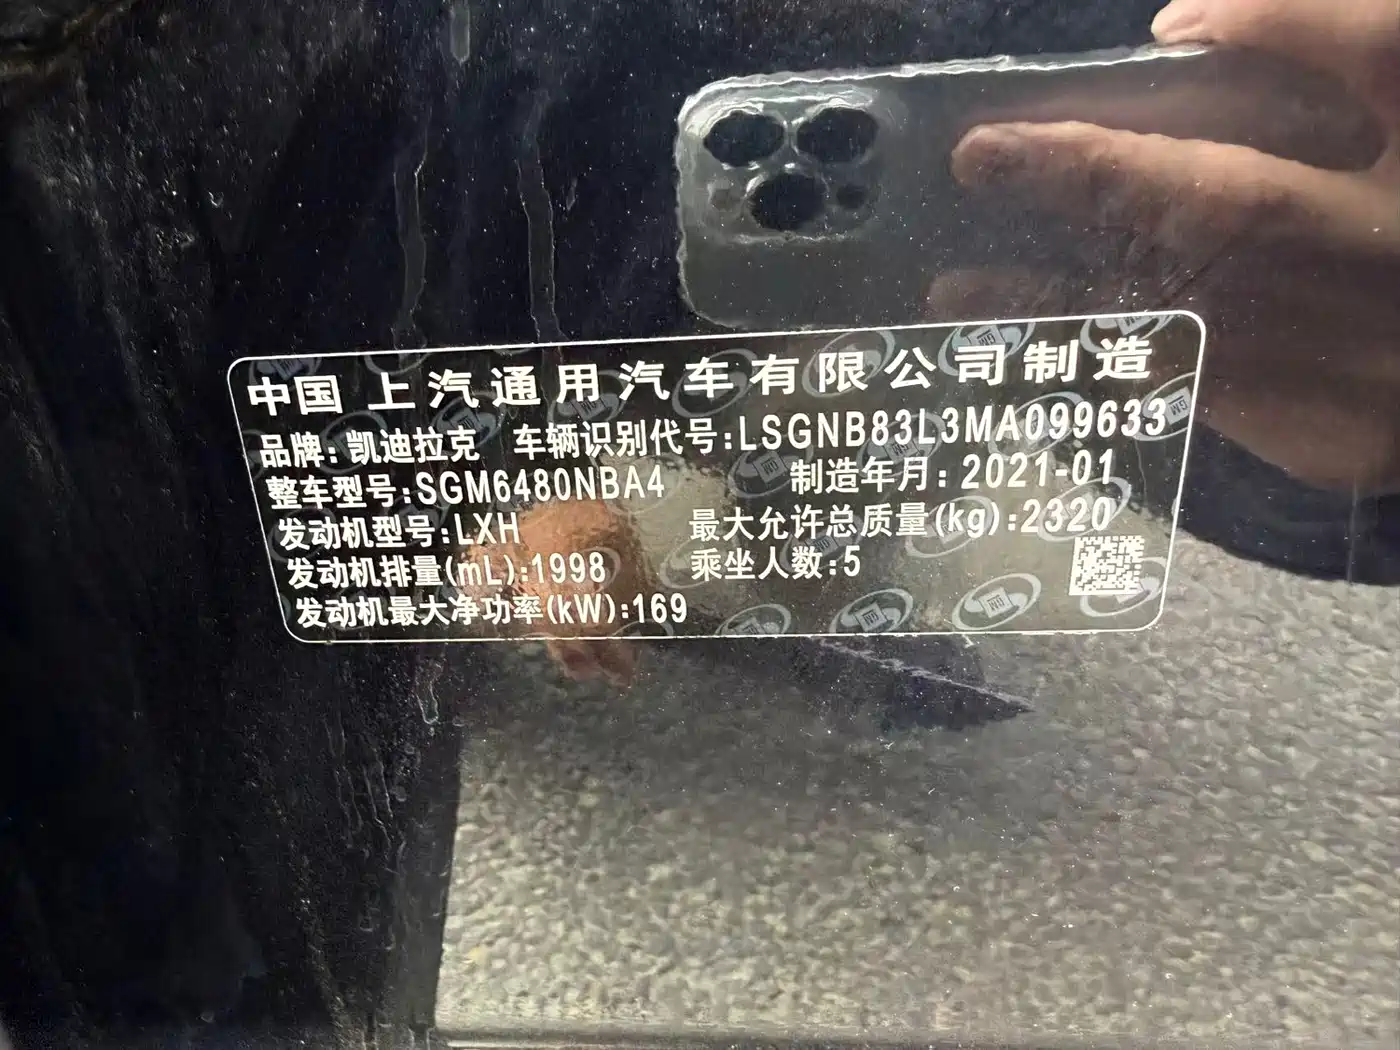 中国 上汽通用汽车有限公司制造
品牌: 凯迪拉克 车辆识别代号:LSGNB83L3MA099633
整车型号:SGM6480NBA4 制造年月: 2021-01
发动机型号:LXH 最大允许总质量(kg):2320
发动机排量(mL):1998 乘坐人数:5
发动机最大净功率(kW):169